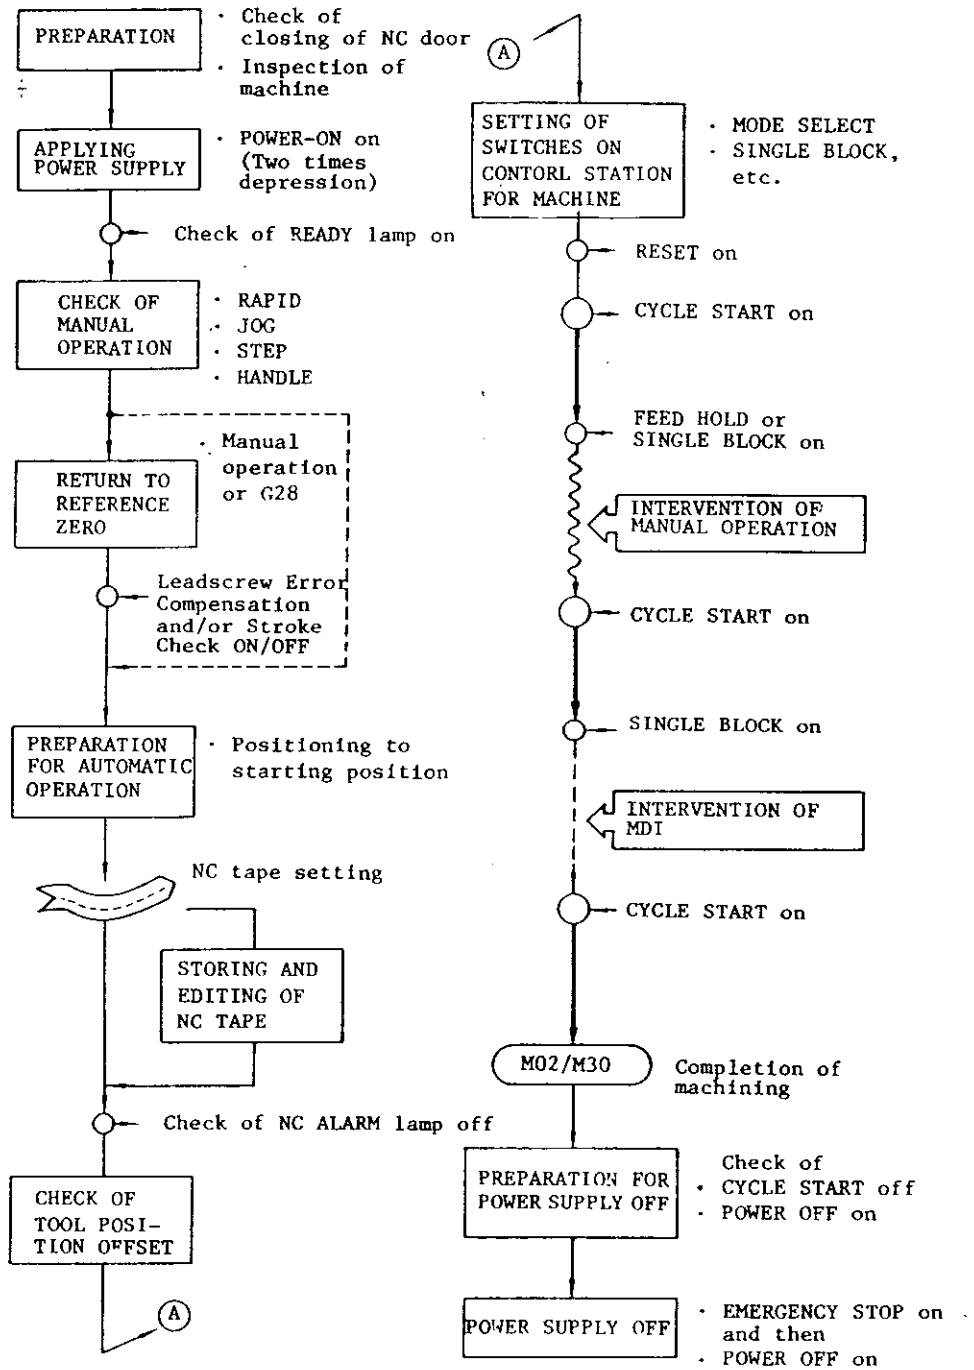 PREPARATION
· Check of
closing of NC door
· Inspection of
machine
APPLYING
POWER SUPPLY
· POWER-ON on
(Two times
depression)
Check of READY lamp on
CHECK OF
MANUAL
OPERATION
· RAPID
· JOG
· STEP
· HANDLE
RETURN TO
REFERENCE
ZERO
· Manual
operation
or G28
Leadscrew Error
Compensation
and/or Stroke
Check ON/OFF
PREPARATION
FOR AUTOMATIC
OPERATION
· Positioning to
starting position
NC tape setting
STORING AND
EDITING OF
NC TAPE
Check of NC ALARM lamp off
CHECK OF
TOOL POSI-
TION OFFSET
A
A
SETTING OF
SWITCHES ON
CONTORL STATION
FOR MACHINE
· MODE SELECT
· SINGLE BLOCK,
etc.
RESET on
CYCLE START on
FEED HOLD or
SINGLE BLOCK on
INTERVENTION OF
MANUAL OPERATION
CYCLE START on
SINGLE BLOCK on
INTERVENTION OF
MDI
CYCLE START on
M02/M30
Completion of
machining
PREPARATION FOR
POWER SUPPLY OFF
Check of
· CYCLE START off
· POWER OFF on
POWER SUPPLY OFF
· EMERGENCY STOP on
and then
· POWER OFF on